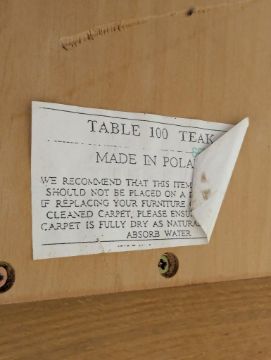 TABLE 100 TEAK
MADE IN POLA
WE RECOMMEND THAT THIS ITEM
SHOULD NOT BE PLACED ON A
IF REPLACING YOUR FURNITURE
CLEANED CARPET, PLEASE ENSU
CARPET IS FULLY DRY AS NATURAL
ABSORB WATER